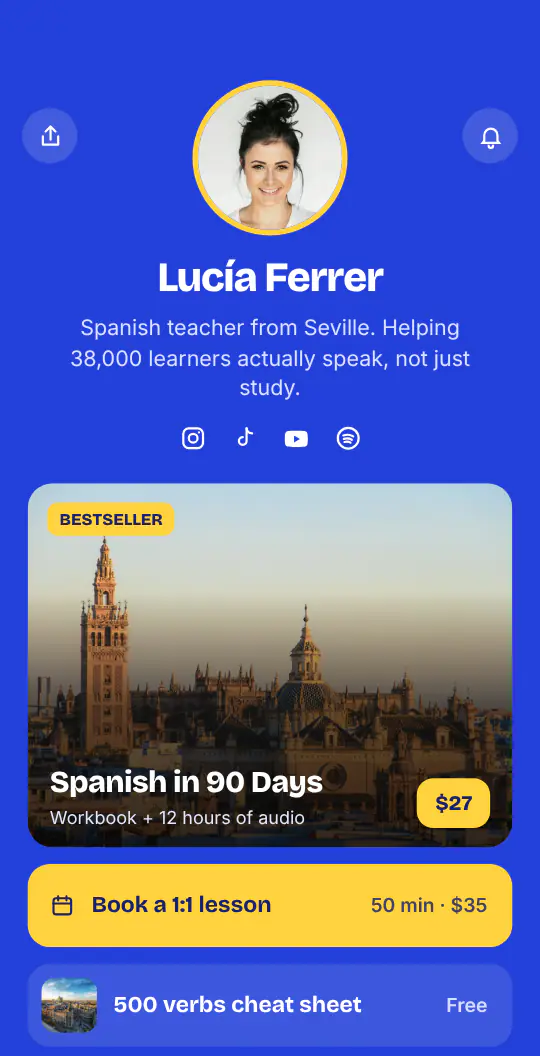 Lucía Ferrer
Spanish teacher from Seville. Helping
38,000 learners actually speak, not just
study.
BESTSELLER
Spanish in 90 Days
Workbook + 12 hours of audio
$27
Book a 1:1 lesson
50 min · $35
500 verbs cheat sheet
Free